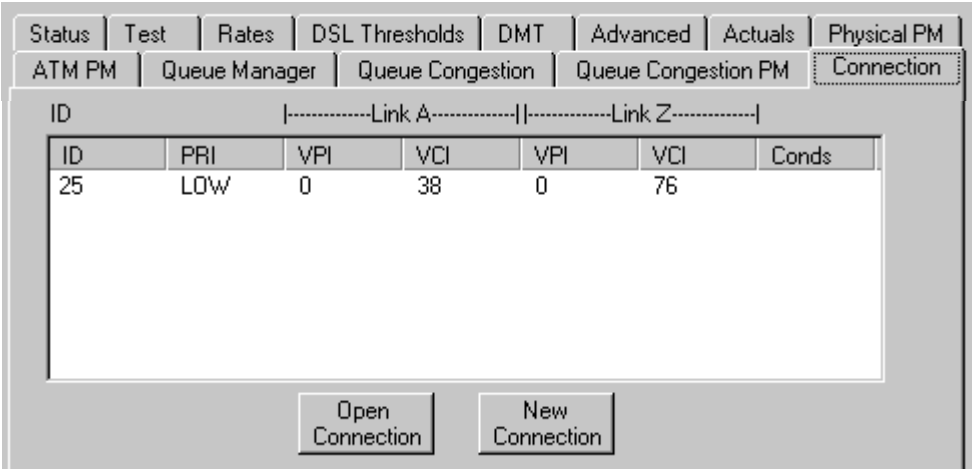 Status Test Rates DSL Thresholds DMT Advanced Actuals Physical PM
ATM PM Queue Manager Queue Congestion Queue Congestion PM Connection
ID |-------------Link A-------------||-------------Link Z-------------|
ID PRI VPI VCI VPI VCI Conds
25 LOW 0 38 0 76
Open Connection
New Connection